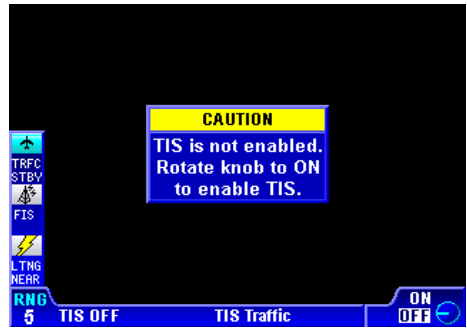 CAUTION
TIS is not enabled.
Rotate knob to ON
to enable TIS.
TRFC
STBY
FIS
LTNG
NEAR
RNG
5
TIS OFF
TIS Traffic
ON
OFF